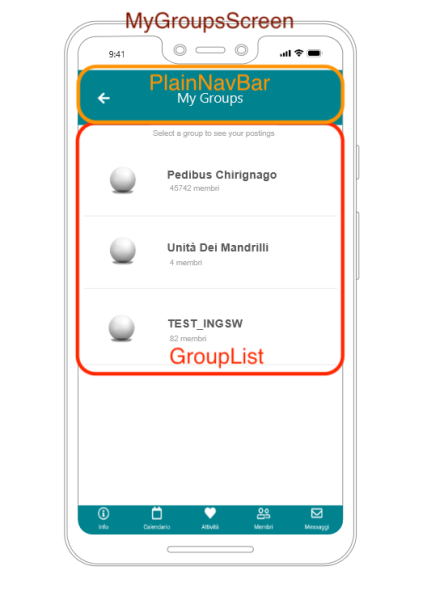 MyGroupsScreen
9:41
PlainNavBar
My Groups
Select a group to see your postings
Pedibus Chirignago
45742 membri
Unità Dei Mandrilli
4 membri
TEST_INGSW
82 membri
GroupList
Info Calendario Attività Membri Messaggi